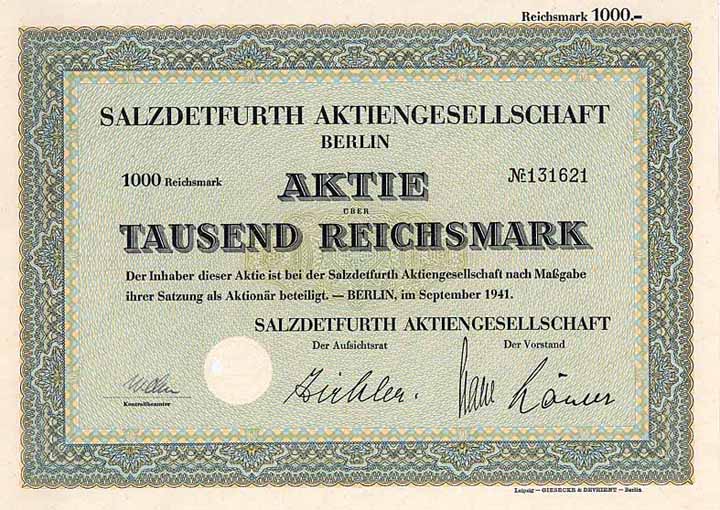 Reichsmark 1000.–
SALZDETFURTH AKTIENGESELLSCHAFT
BERLIN
1000 Reichsmark AKTIE № 131621
ÜBER
TAUSEND REICHSMARK
Der Inhaber dieser Aktie ist bei der Salzdetfurth Aktiengesellschaft nach Maßgabe
ihrer Satzung als Aktionär beteiligt. — BERLIN, im September 1941.
SALZDETFURTH AKTIENGESELLSCHAFT
Der Aufsichtsrat Der Vorstand
Kontrollbeamter
Leipzig — GIESECKE & DEVRIENT — Berlin